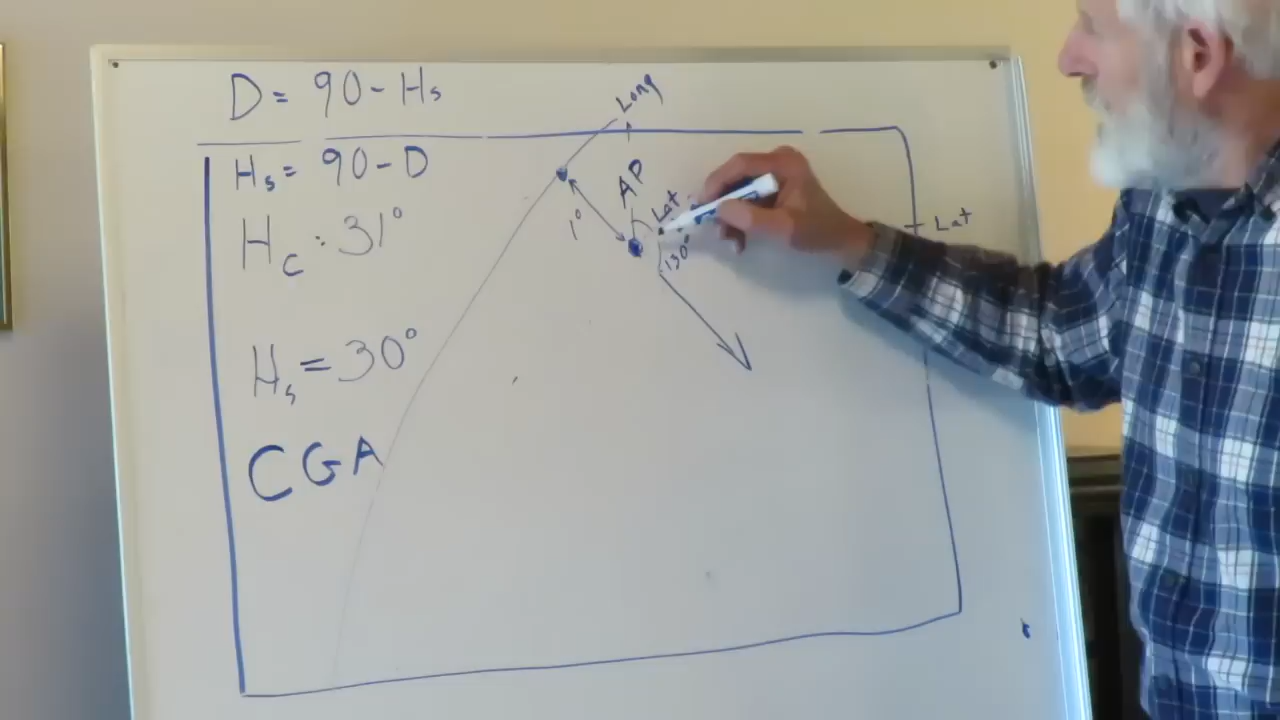 D = 90 - Hs
Hs = 90 - D
Hc : 31°
Hs = 30°
CGA
Long
AP
Lat
1°
130°
Lat